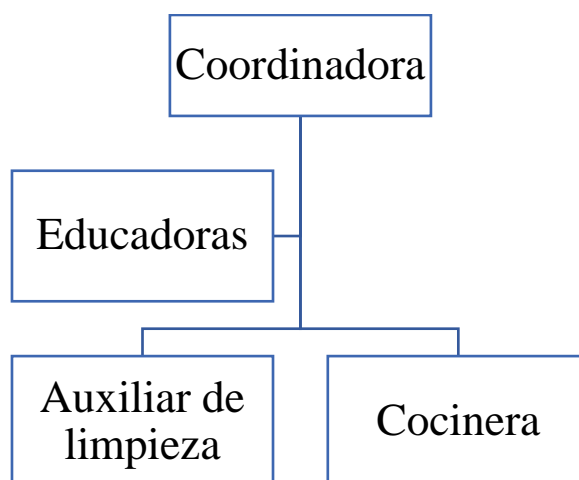 Coordinadora
Educadoras
Auxiliar de
limpieza
Cocinera